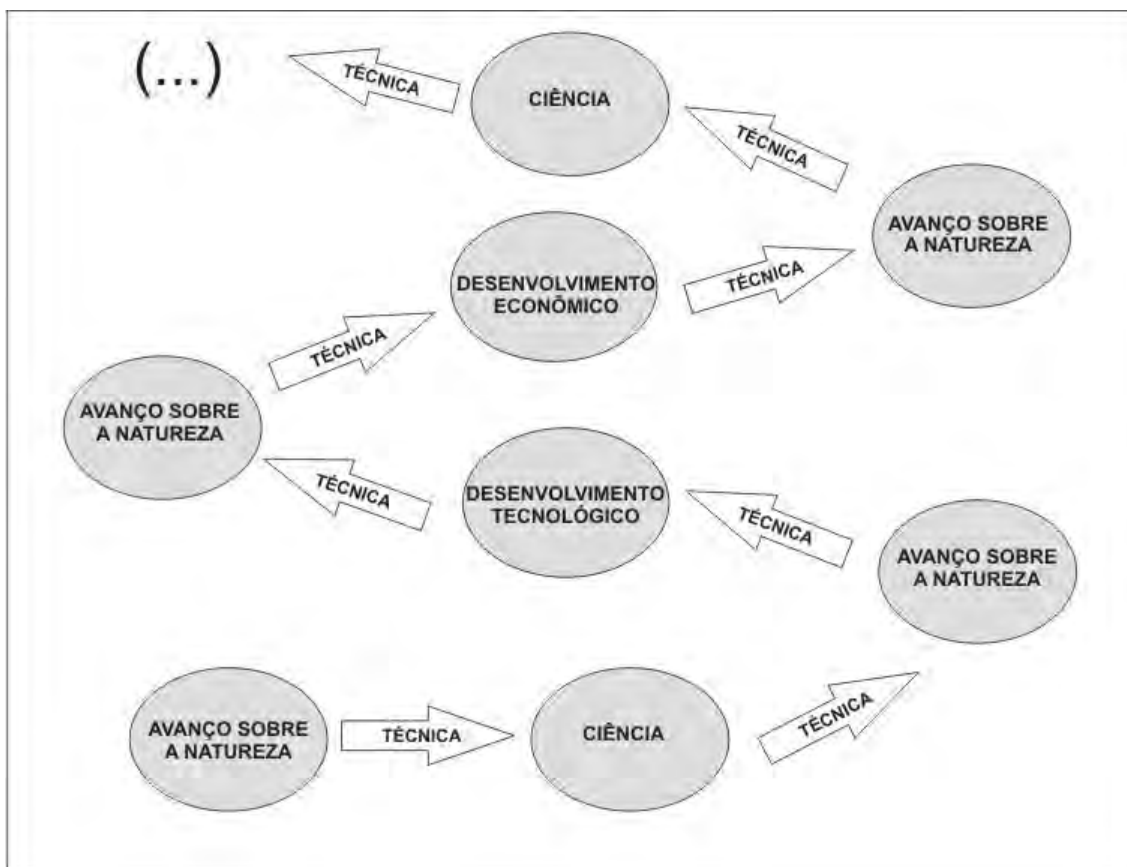 (...)
TÉCNICA
CIÊNCIA
TÉCNICA
AVANÇO SOBRE
A NATUREZA
DESENVOLVIMENTO
ECONÔMICO
TÉCNICA
TÉCNICA
AVANÇO SOBRE
A NATUREZA
TÉCNICA
DESENVOLVIMENTO
TECNOLÓGICO
TÉCNICA
AVANÇO SOBRE
A NATUREZA
AVANÇO SOBRE
A NATUREZA
TÉCNICA
CIÊNCIA
TÉCNICA